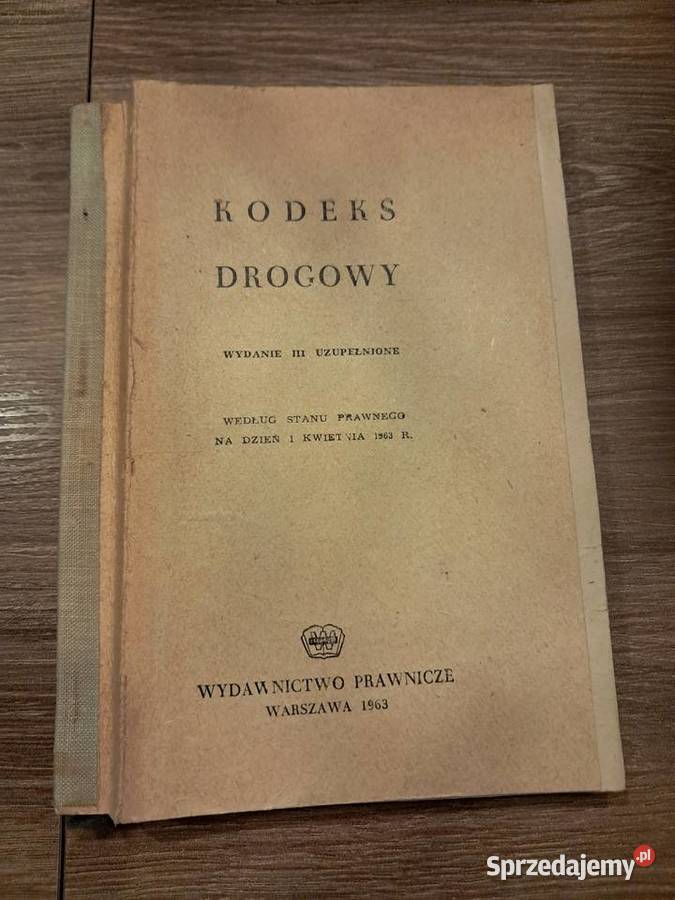 KODEKS
DROGOWY
WYDANIE III UZUPEŁNIONE
WEDŁUG STANU PRAWNEGO
NA DZIEŃ 1 KWIETNIA 1963 R.
WYDAWNICTWO PRAWNICZE
WARSZAWA 1963
Sprzedajemy.pl